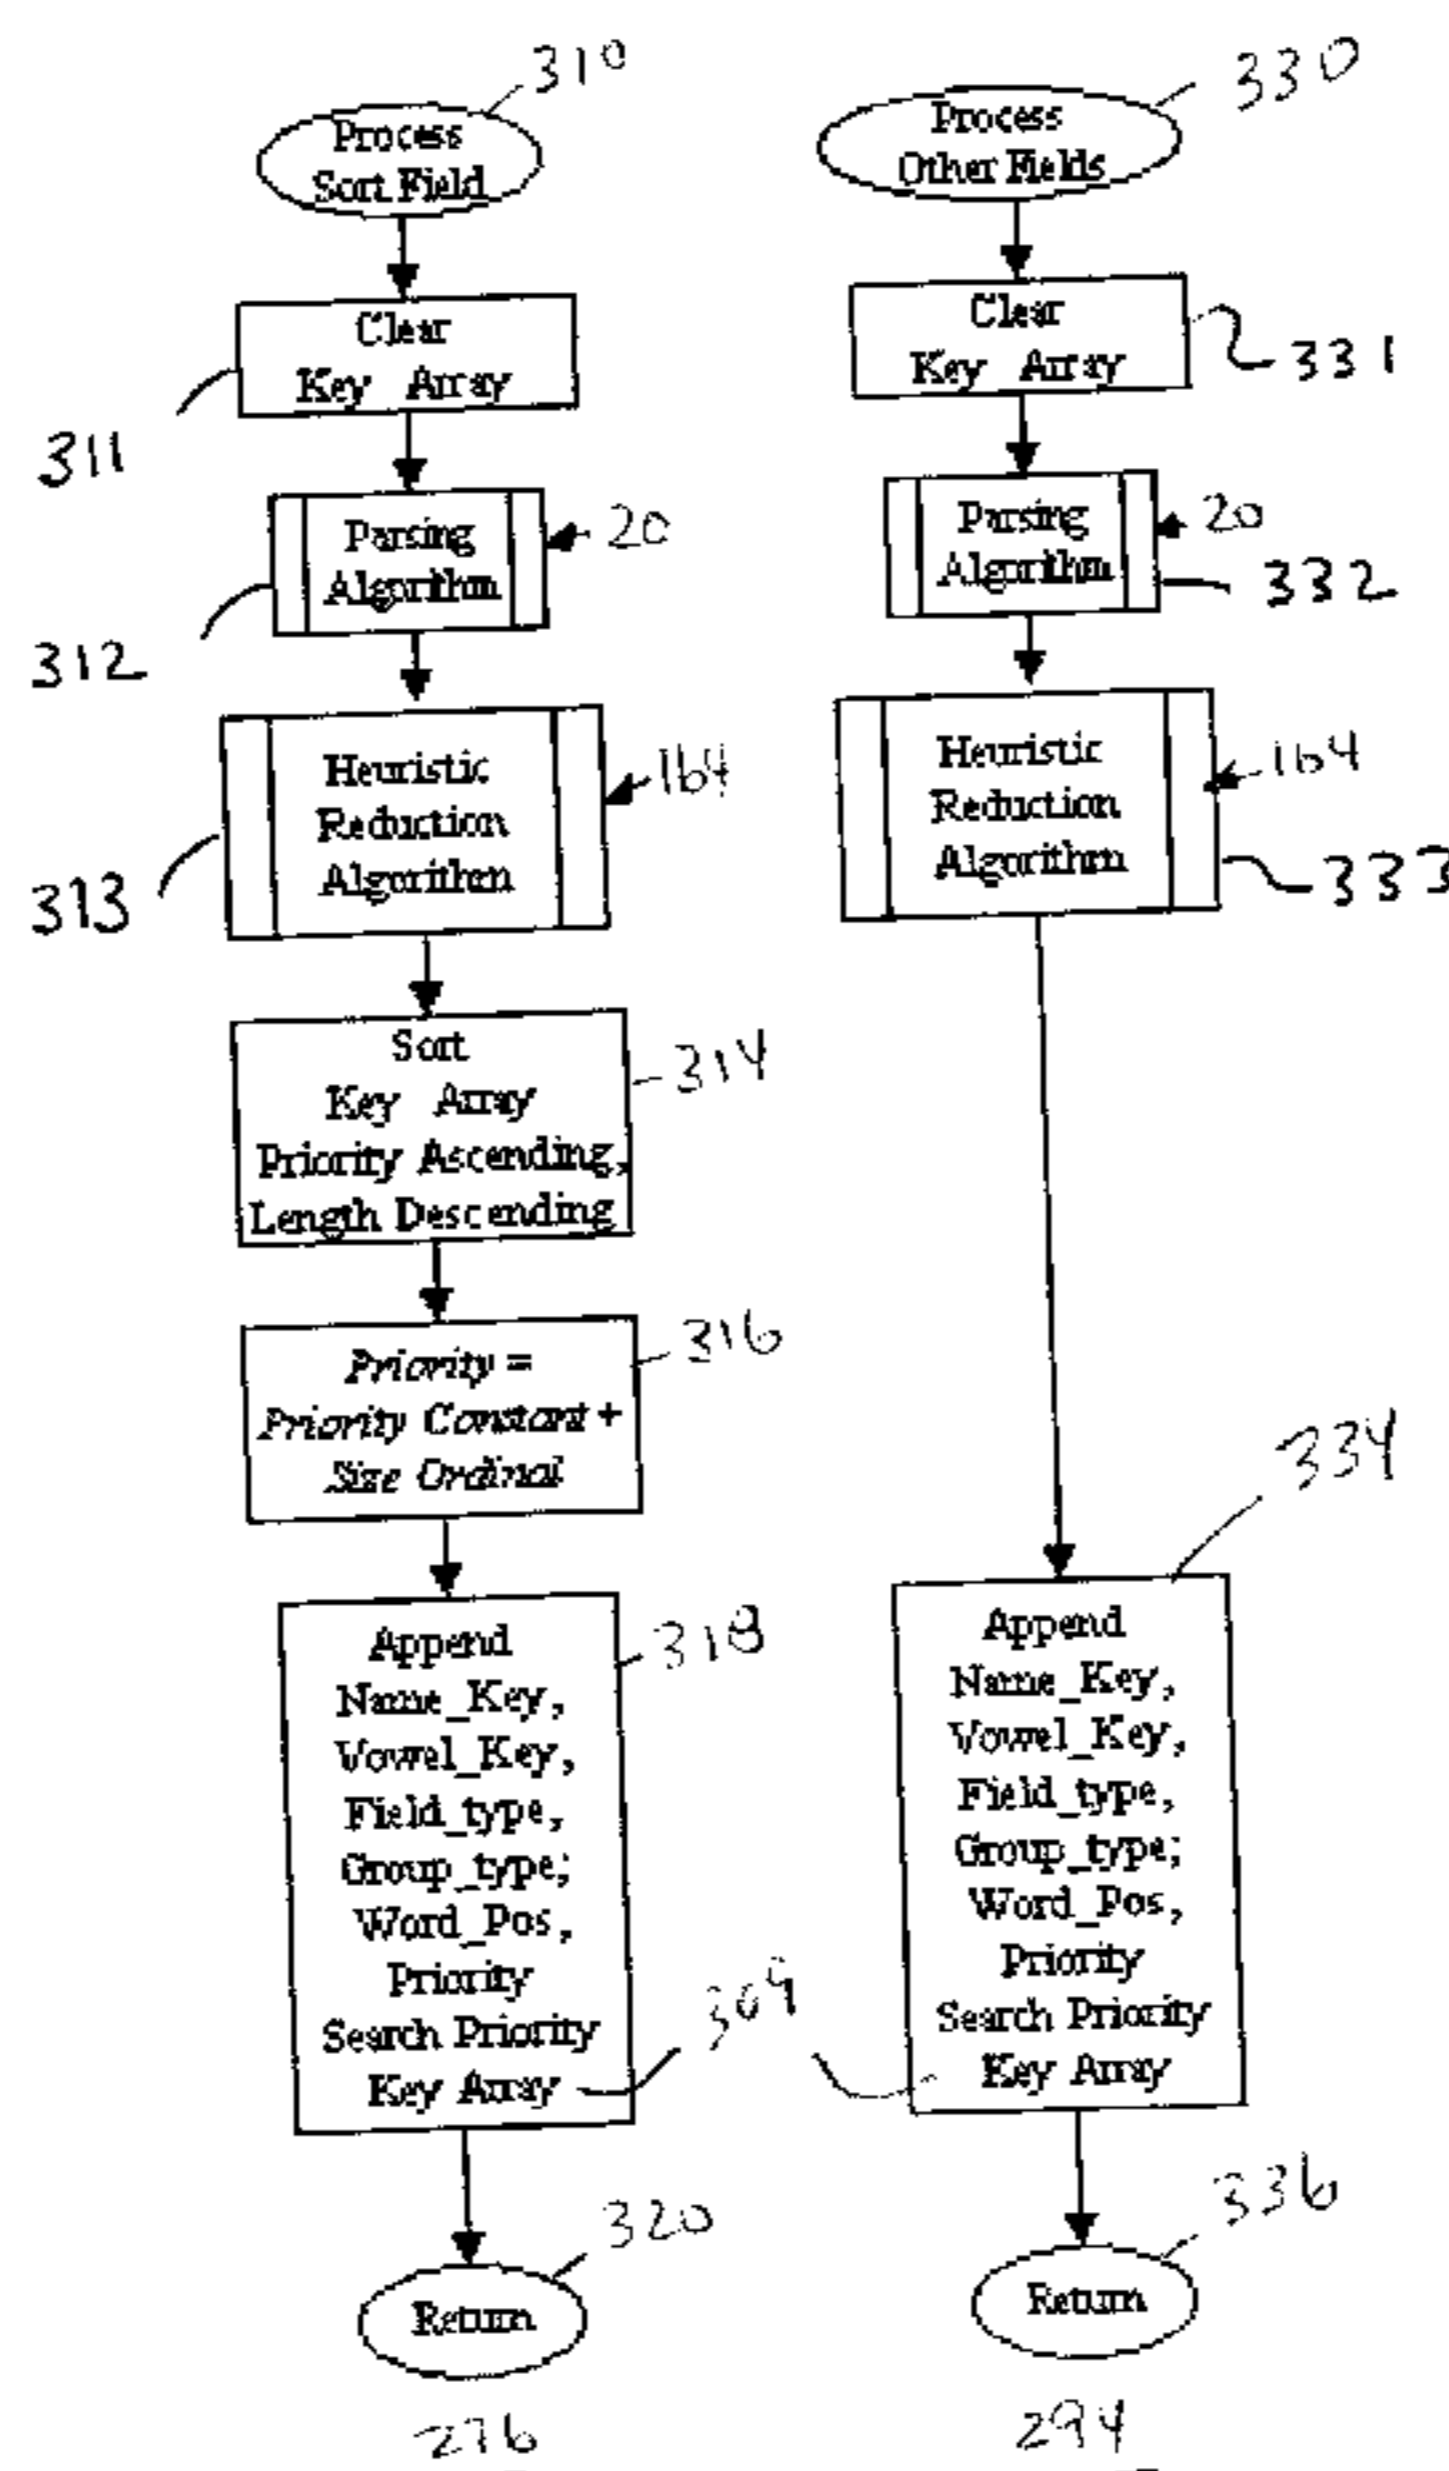 310
Process
Sort Field
Clear
Key Array
311
Parsing
Algorithm
20
312
Heuristic
Reduction
Algorithm
164
313
Sort
Key Array
Priority Ascending,
Length Descending
314
Priority =
Priority Constant +
Size Ordinal
316
Append
Name_Key,
Vowel_Key,
Field_type,
Group_type;
Word_Pos,
Priority
Search Priority
Key Array
318
309
Return
320
276
330
Process
Other Fields
Clear
Key Array
331
Parsing
Algorithm
20
332
Heuristic
Reduction
Algorithm
164
333
334
Append
Name_Key,
Vowel_Key,
Field_type,
Group_type;
Word_Pos,
Priority
Search Priority
Key Array
Return
336
294